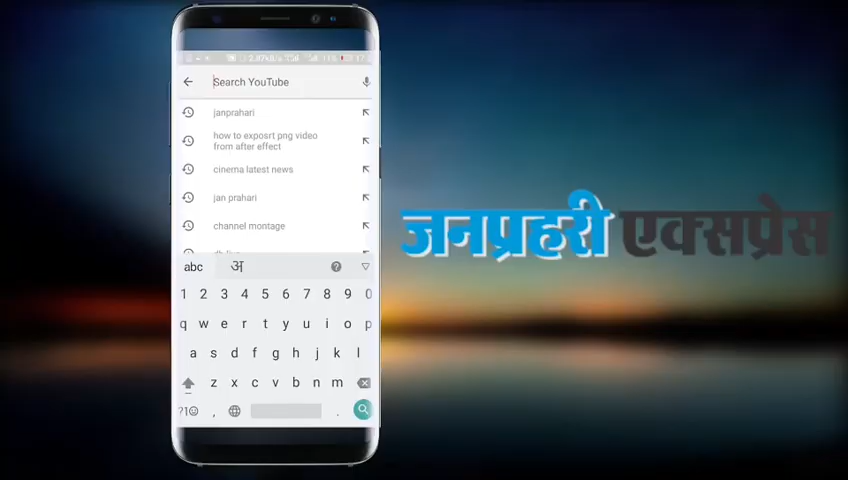 Search YouTube
janprahari
how to exposrt png video
from after effect
cinema latest news
jan prahari
channel montage
abc अ ?
1 2 3 4 5 6 7 8 9 0
q w e r t y u i o p
a s d f g h j k l
z x c v b n m
?1☺ , .
जनप्रहरी एक्सप्रेस